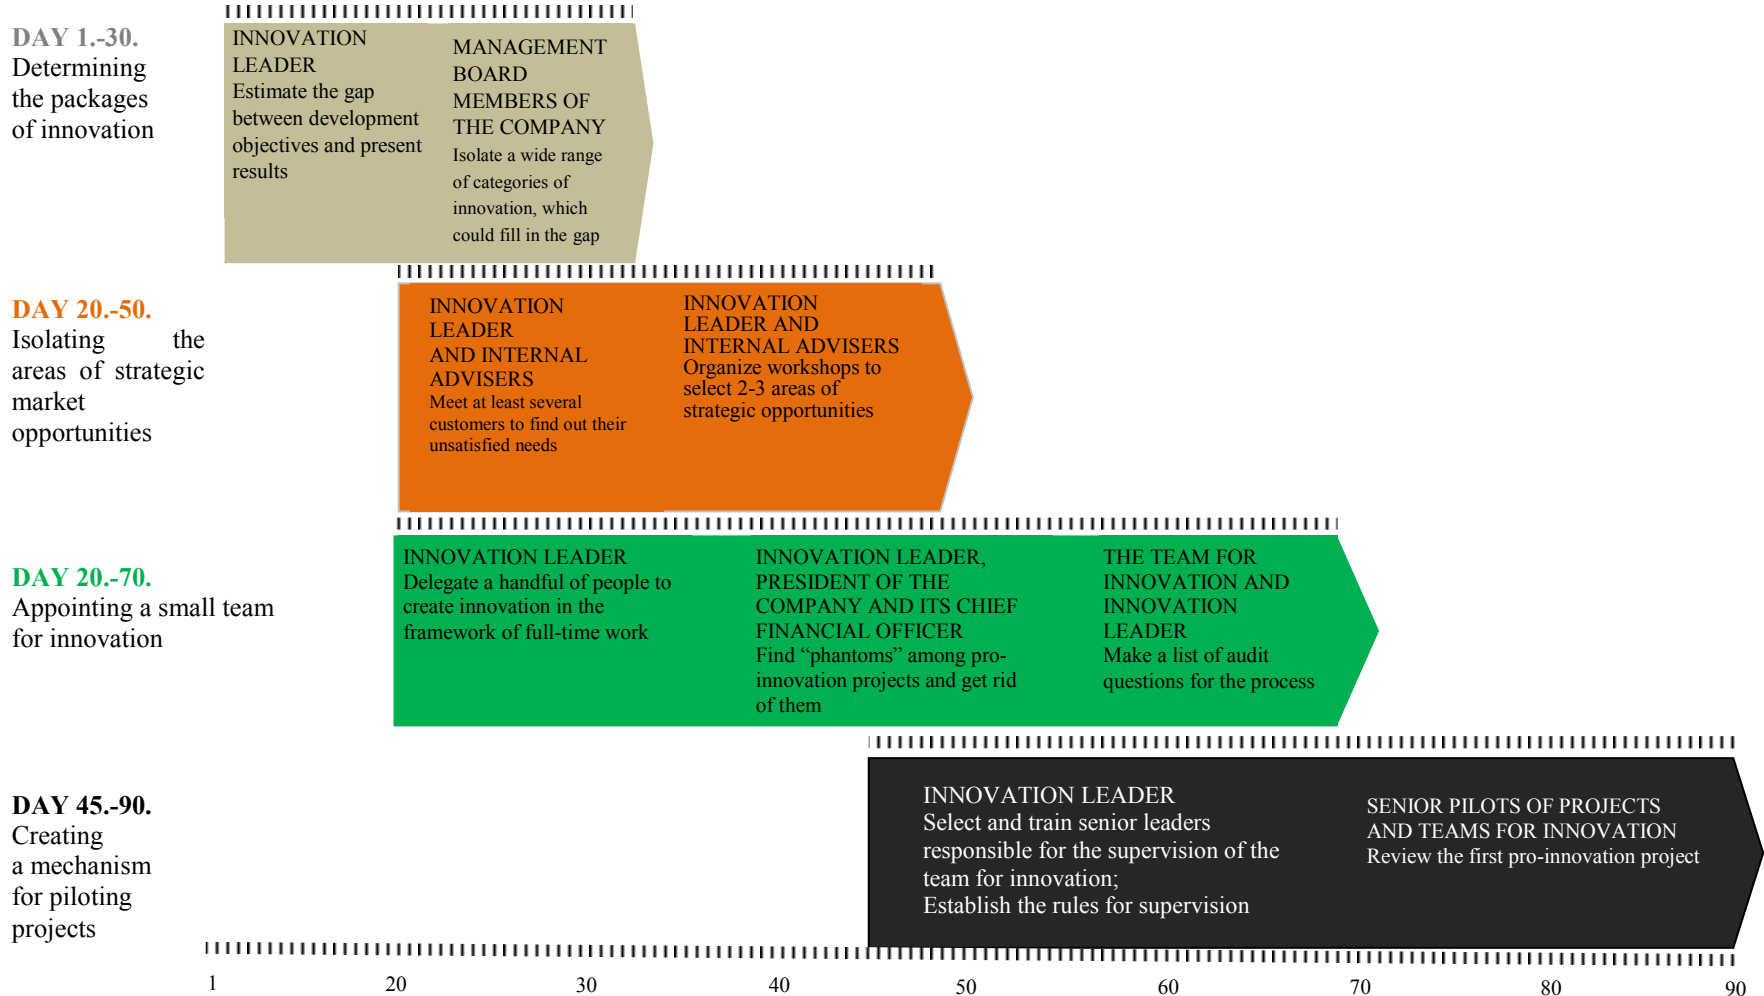 DAY 1.-30.
Determining
the packages
of innovation
INNOVATION
LEADER
Estimate the gap
between development
objectives and present
results
MANAGEMENT
BOARD
MEMBERS OF
THE COMPANY
Isolate a wide range
of categories of
innovation, which
could fill in the gap
DAY 20.-50.
Isolating the
areas of strategic
market
opportunities
INNOVATION
LEADER
AND INTERNAL
ADVISERS
Meet at least several
customers to find out their
unsatisfied needs
INNOVATION
LEADER AND
INTERNAL ADVISERS
Organize workshops to
select 2-3 areas of
strategic opportunities
DAY 20.-70.
Appointing a small team
for innovation
INNOVATION LEADER
Delegate a handful of people to
create innovation in the
framework of full-time work
INNOVATION LEADER,
PRESIDENT OF THE
COMPANY AND ITS CHIEF
FINANCIAL OFFICER
Find “phantoms” among pro-
innovation projects and get rid
of them
THE TEAM FOR
INNOVATION AND
INNOVATION
LEADER
Make a list of audit
questions for the process
DAY 45.-90.
Creating
a mechanism
for piloting
projects
INNOVATION LEADER
Select and train senior leaders
responsible for the supervision of the
team for innovation;
Establish the rules for supervision
SENIOR PILOTS OF PROJECTS
AND TEAMS FOR INNOVATION
Review the first pro-innovation project
1 20 30 40 50 60 70 80 90